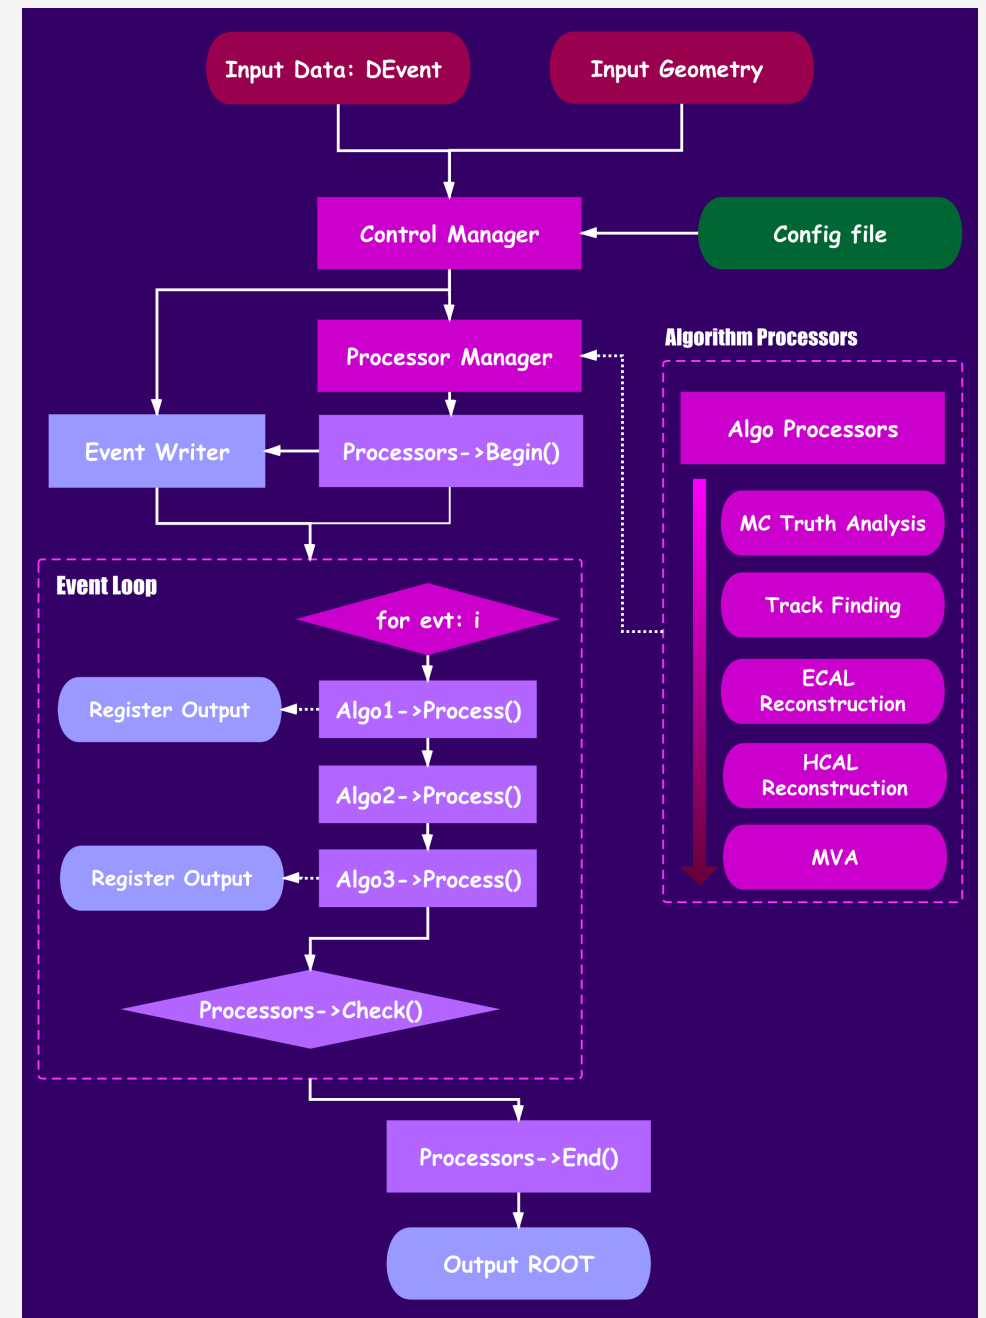 Input Data: DEvent
Input Geometry
Control Manager
Config file
Processor Manager
Algorithm Processors
Algo Processors
Event Writer
Processors->Begin()
MC Truth Analysis
Event Loop
for evt: i
Track Finding
ECAL
Reconstruction
Register Output
Algo1->Process()
HCAL
Reconstruction
Algo2->Process()
MVA
Register Output
Algo3->Process()
Processors->Check()
Processors->End()
Output ROOT